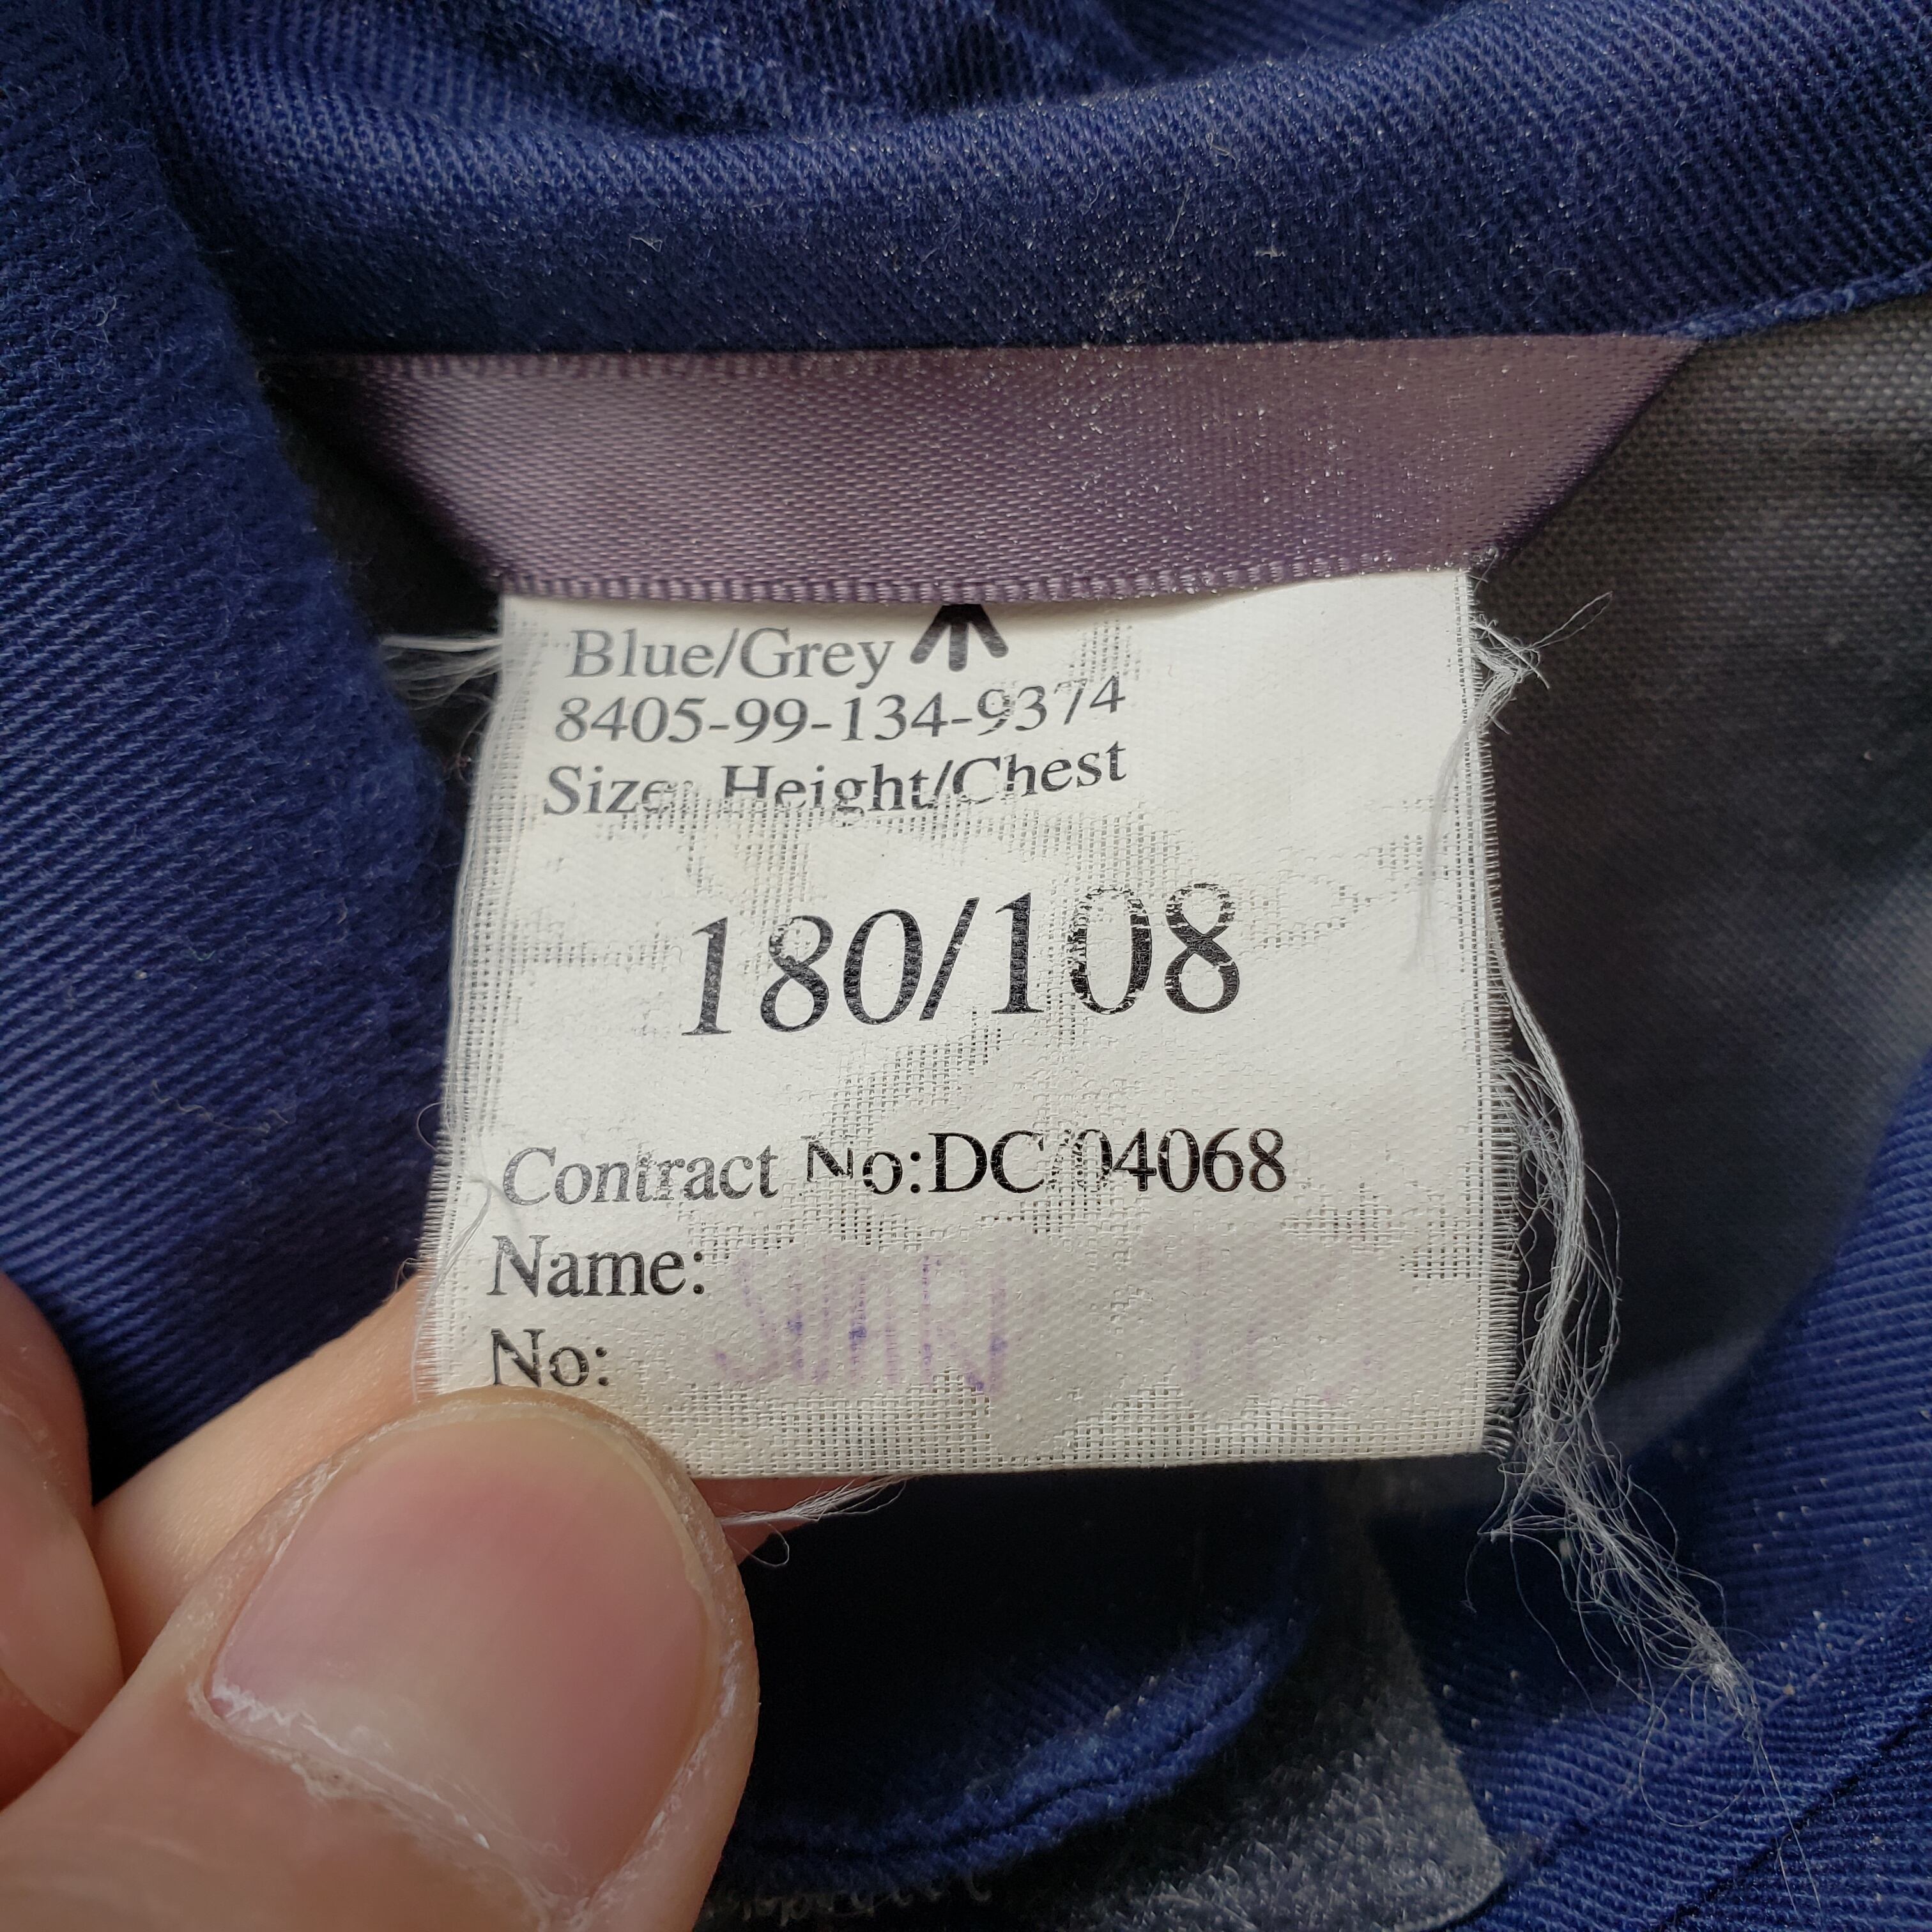 Blue/Grey
8405-99-134-9374
Size: Height/Chest
180/108
Contract No:DC/04068
Name:
No: